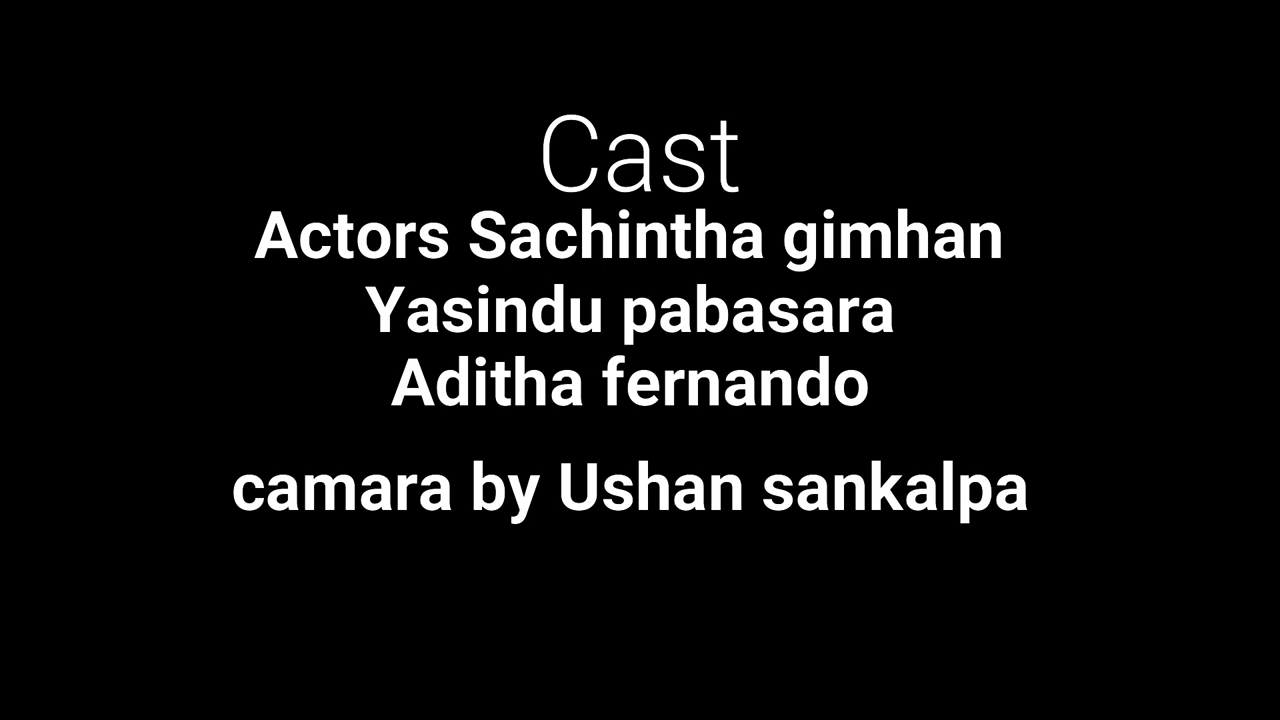 Cast
Actors Sachintha gimhan
Yasindu pabasara
Aditha fernando
camara by Ushan sankalpa